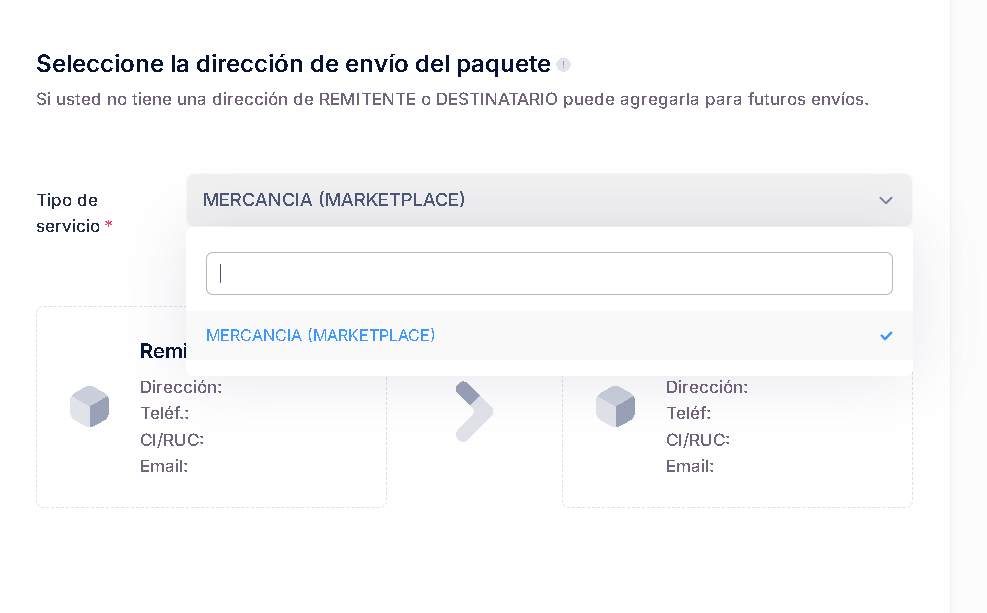 Seleccione la dirección de envío del paquete
Si usted no tiene una dirección de REMITENTE o DESTINATARIO puede agregarla para futuros envíos.
Tipo de
servicio *
MERCANCIA (MARKETPLACE)
MERCANCIA (MARKETPLACE)
Remi
Dirección:
Teléf.:
CI/RUC:
Email:
Dirección:
Teléf:
CI/RUC:
Email: